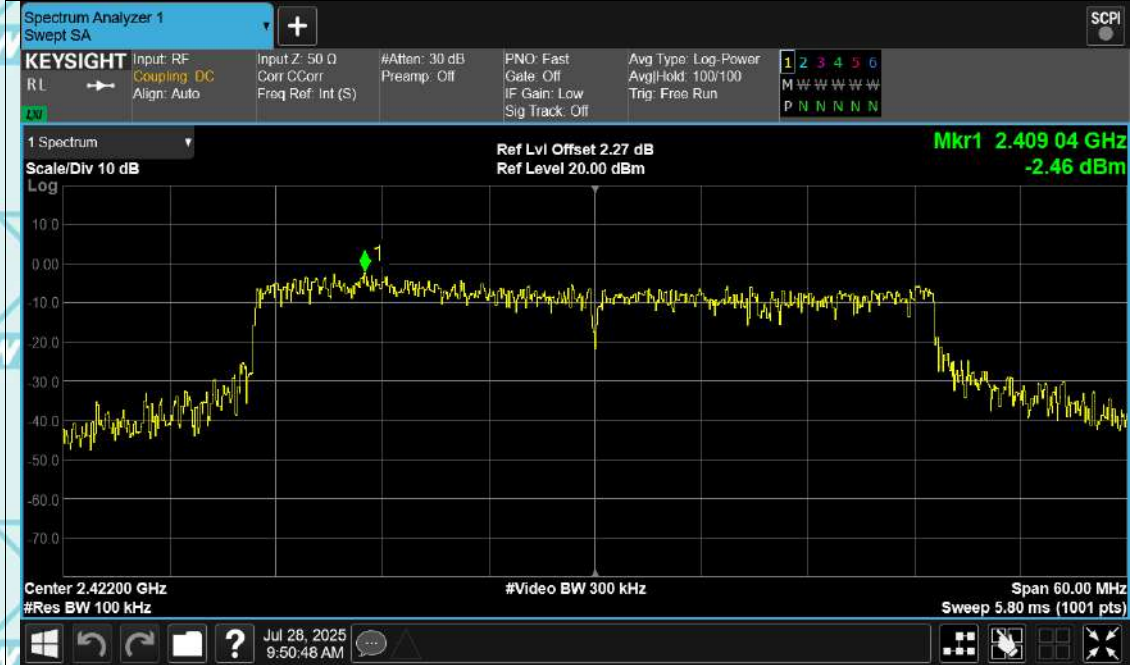 Spectrum Analyzer 1
Swept SA
+
SCPI
KEYSIGHT
RL
LXI
Input: RF
Coupling: DC
Align: Auto
Input Z: 50 Ω
Corr CCorr
Freq Ref: Int (S)
#Atten: 30 dB
Preamp: Off
PNO: Fast
Gate: Off
IF Gain: Low
Sig Track: Off
Avg Type: Log-Power
Avg|Hold: 100/100
Trig: Free Run
1 2 3 4 5 6
M W W W W W
P N N N N N
1 Spectrum
Scale/Div 10 dB
Ref Lvl Offset 2.27 dB
Ref Level 20.00 dBm
Mkr1 2.409 04 GHz
-2.46 dBm
Log
10.0
0.00
-10.0
-20.0
-30.0
-40.0
-50.0
-60.0
-70.0
1
Center 2.42200 GHz
#Res BW 100 kHz
#Video BW 300 kHz
Span 60.00 MHz
Sweep 5.80 ms (1001 pts)
?
Jul 28, 2025
9:50:48 AM